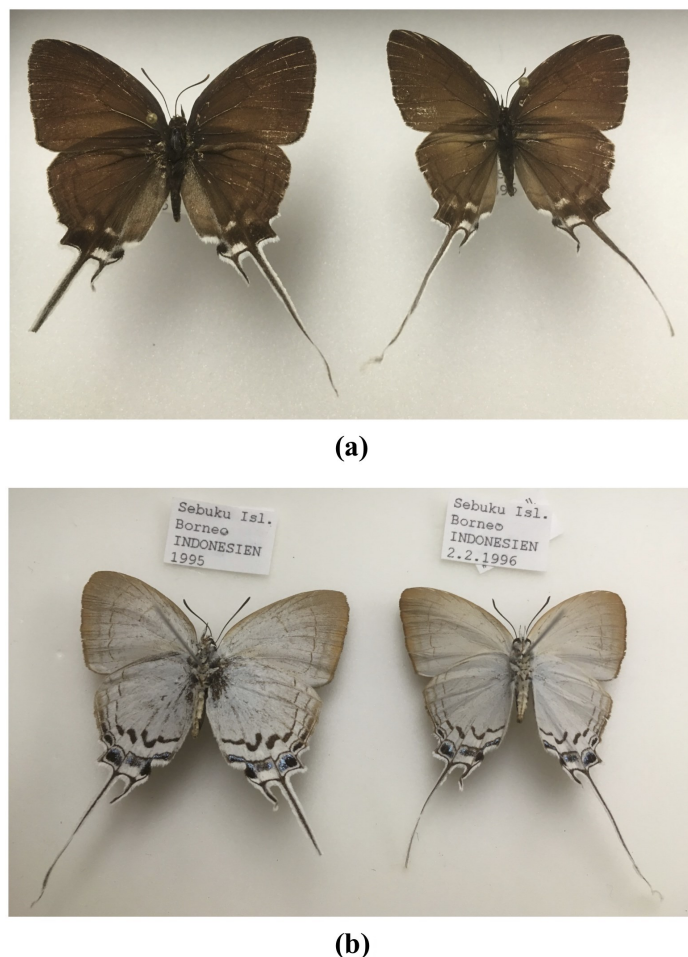 (a)
Sebuku Isl.
Borneo
INDONESIEN
1995
Sebuku Isl.
Borneo
INDONESIEN
2.2.1996
(b)